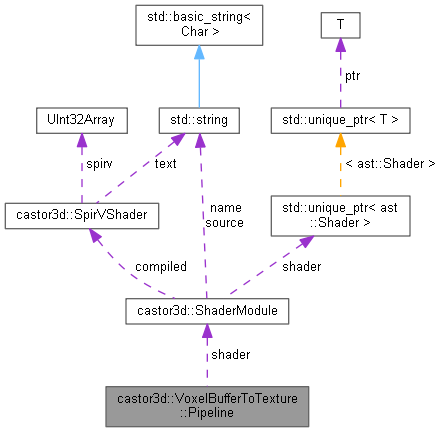 std::basic_string<
Char >
T
ptr
UInt32Array
std::string
std::unique_ptr< T >
spirv
text
< ast::Shader >
castor3d::SpirVShader
name
source
std::unique_ptr< ast
::Shader >
compiled
shader
castor3d::ShaderModule
shader
castor3d::VoxelBufferToTexture
::Pipeline